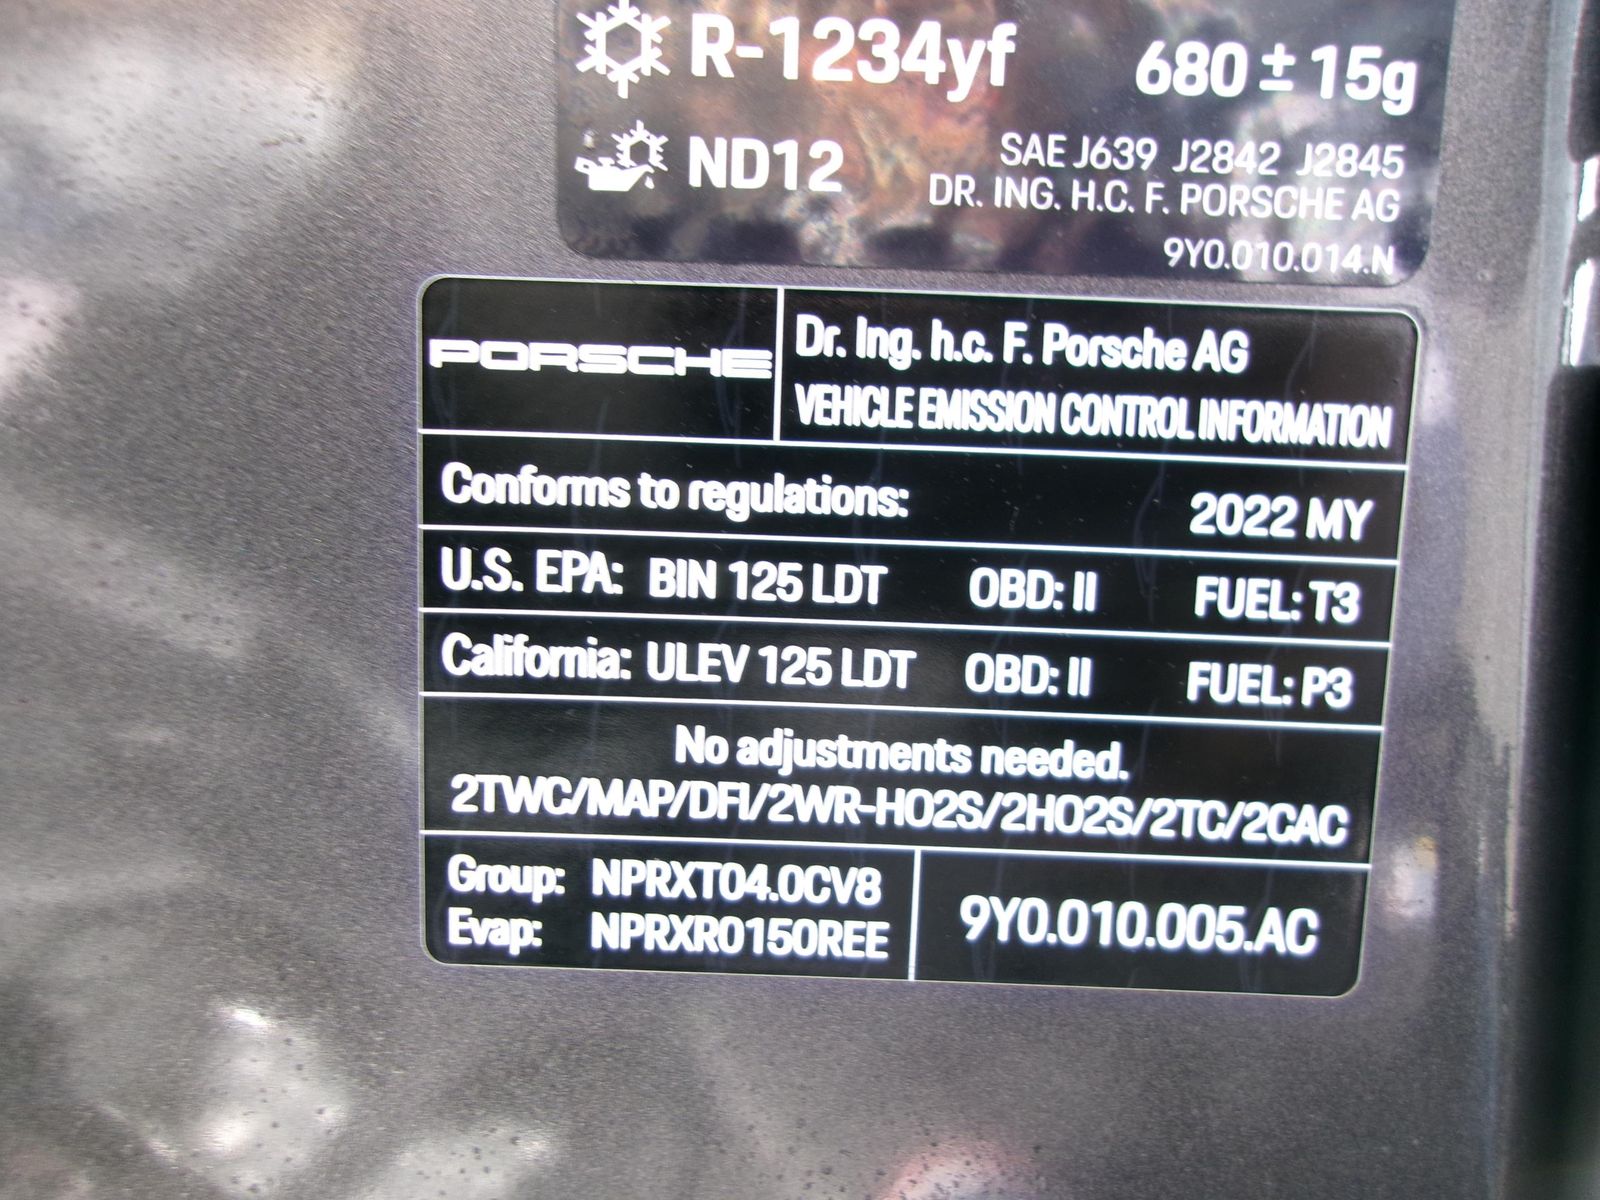 R-1234yf 680 ± 15g
ND12
SAE J639 J2842 J2845
DR. ING. H.C. F. PORSCHE AG
9Y0.010.014.N
PORSCHE
Dr. Ing. h.c. F. Porsche AG
VEHICLE EMISSION CONTROL INFORMATION
Conforms to regulations: 2022 MY
U.S. EPA: BIN 125 LDT OBD: II FUEL: T3
California: ULEV 125 LDT OBD: II FUEL: P3
No adjustments needed.
2TWC/MAP/DFI/2WR-HO2S/2HO2S/2TC/2CAC
Group: NPRXT04.0CV8
Evap: NPRXR0150REE
9Y0.010.005.AC